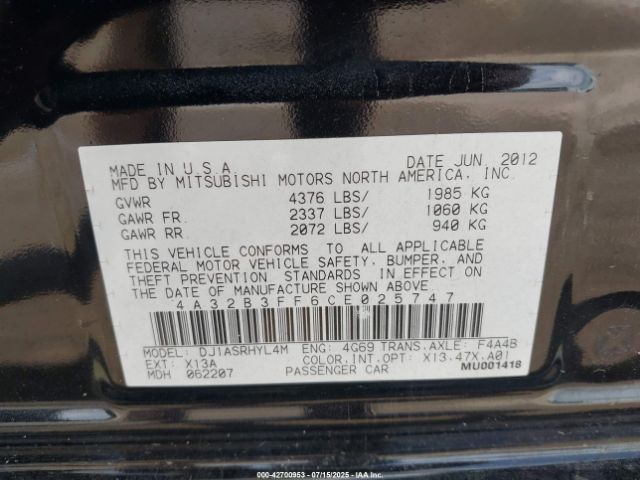 MADE IN U.S.A. DATE JUN. 2012
MFD BY MITSUBISHI MOTORS NORTH AMERICA, INC.
GVWR 4376 LBS/ 1985 KG
GAWR FR. 2337 LBS/ 1060 KG
GAWR RR. 2072 LBS/ 940 KG
THIS VEHICLE CONFORMS TO ALL APPLICABLE
FEDERAL MOTOR VEHICLE SAFETY, BUMPER, AND
THEFT PREVENTION STANDARDS IN EFFECT ON
THE DATE OF MANUFACTURE SHOWN ABOVE
4A32B3FF6CE025747
MODEL: DJ1ASRHYL4M ENG: 4G69 TRANS.AXLE: F4A4B
EXT: X13A COLOR.INT.OPT: X13.47X.A01
MDH 062207 PASSENGER CAR MU001418
000-42700953 - 07/15/2025 - IAAI.COM